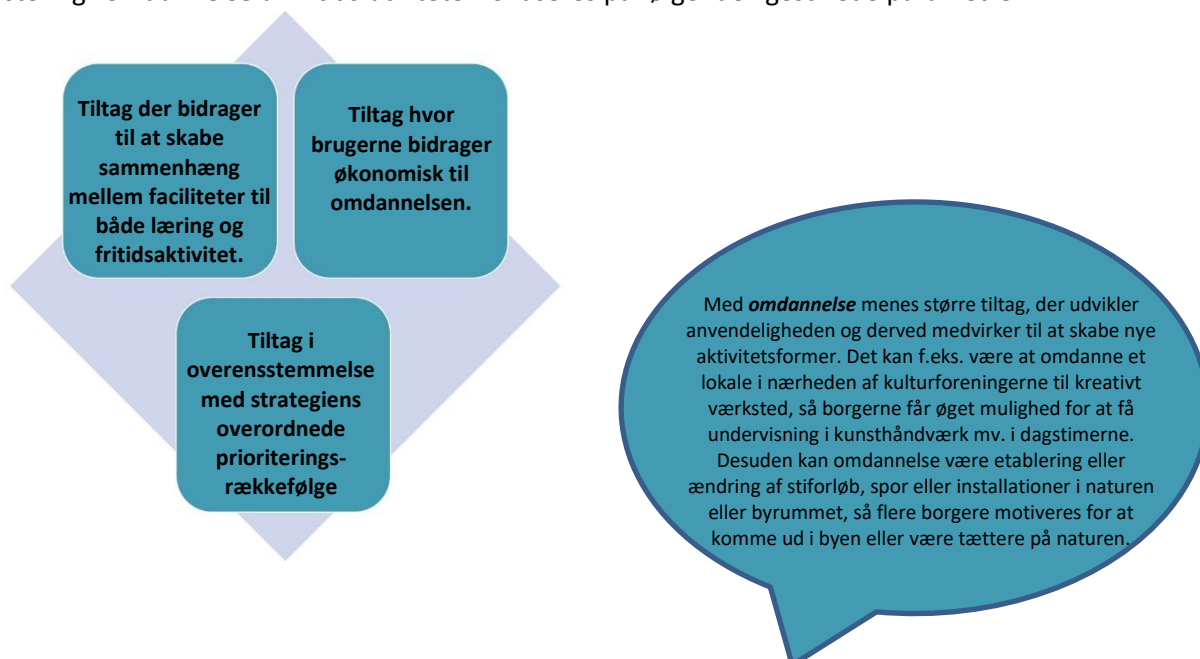 Tiltag der bidrager
til at skabe
sammenhæng
mellem faciliteter til
både læring og
fritidsaktivitet.
Tiltag hvor
brugerne bidrager
økonomisk til
omdannelsen.
Tiltag i
overensstemmelse
med strategiens
overordnede
prioriterings-
rækkefølge
Med omdannelse menes større tiltag, der udvikler
anvendeligheden og derved medvirker til at skabe nye
aktivitetsformer. Det kan f.eks. være at omdanne et
lokale i nærheden af kulturforeningerne til kreativt
værksted, så borgerne får øget mulighed for at få
undervisning i kunsthåndværk mv. i dagstimerne.
Desuden kan omdannelse være etablering eller
ændring af stiforløb, spor eller installationer i naturen
eller byrummet, så flere borgere motiveres for at
komme ud i byen eller være tættere på naturen.